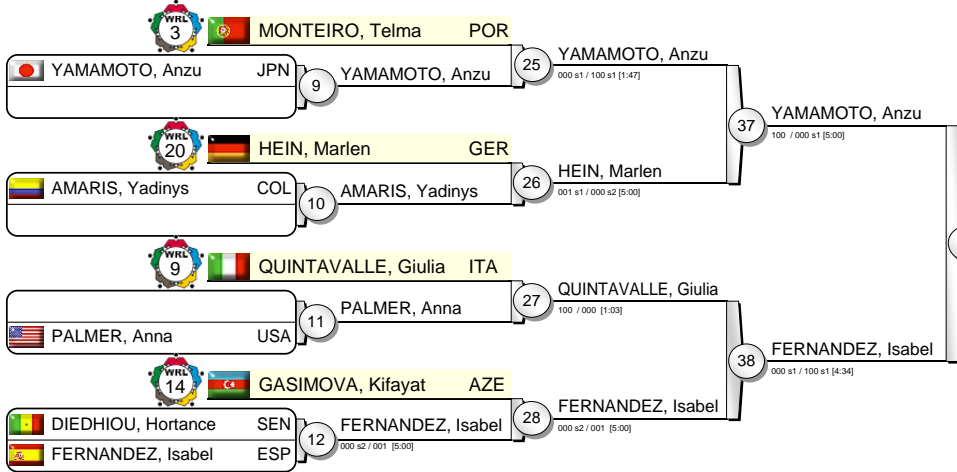 WRL
3
MONTEIRO, Telma POR
YAMAMOTO, Anzu JPN
9
YAMAMOTO, Anzu
25
YAMAMOTO, Anzu
000 s1 / 100 s1 [1:47]
37
YAMAMOTO, Anzu
100 / 000 s1 [5:00]
WRL
20
HEIN, Marlen GER
AMARIS, Yadinys COL
10
AMARIS, Yadinys
26
HEIN, Marlen
001 s1 / 000 s2 [5:00]
WRL
9
QUINTAVALLE, Giulia ITA
PALMER, Anna USA
11
PALMER, Anna
27
QUINTAVALLE, Giulia
100 / 000 [1:03]
38
FERNANDEZ, Isabel
000 s1 / 100 s1 [4:34]
WRL
14
GASIMOVA, Kifayat AZE
DIEDHIOU, Hortance SEN
FERNANDEZ, Isabel ESP
12
FERNANDEZ, Isabel
000 s2 / 001 [5:00]
28
FERNANDEZ, Isabel
000 s2 / 001 [5:00]